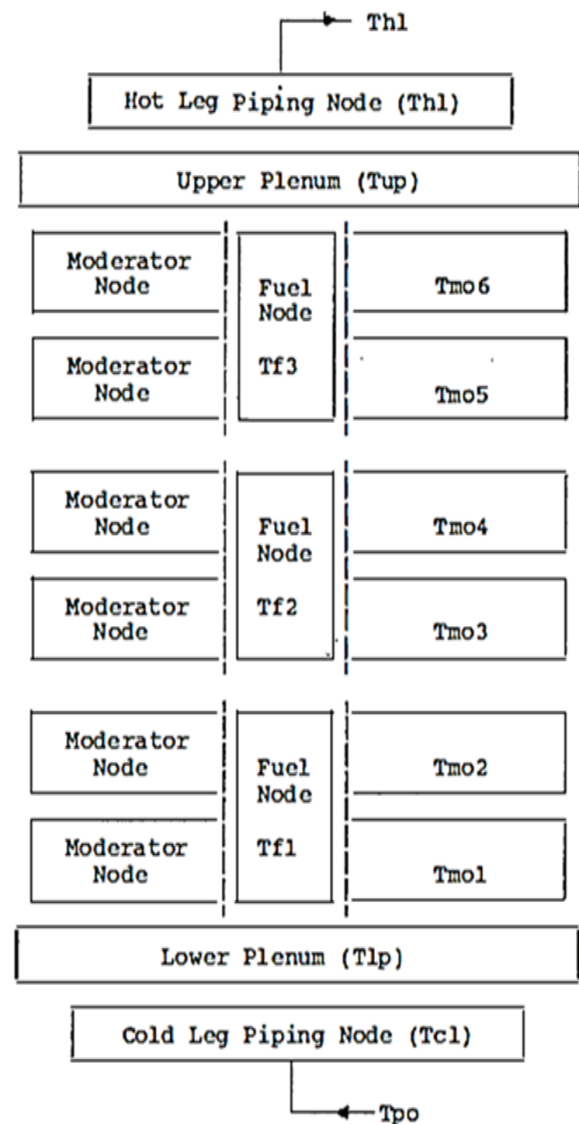 Thl
Hot Leg Piping Node (Thl)
Upper Plenum (Tup)
Moderator
Node
Fuel
Node
Tf3
Tmo6
Moderator
Node
Tmo5
Moderator
Node
Fuel
Node
Tf2
Tmo4
Moderator
Node
Tmo3
Moderator
Node
Fuel
Node
Tf1
Tmo2
Moderator
Node
Tmo1
Lower Plenum (Tlp)
Cold Leg Piping Node (Tcl)
Tpo